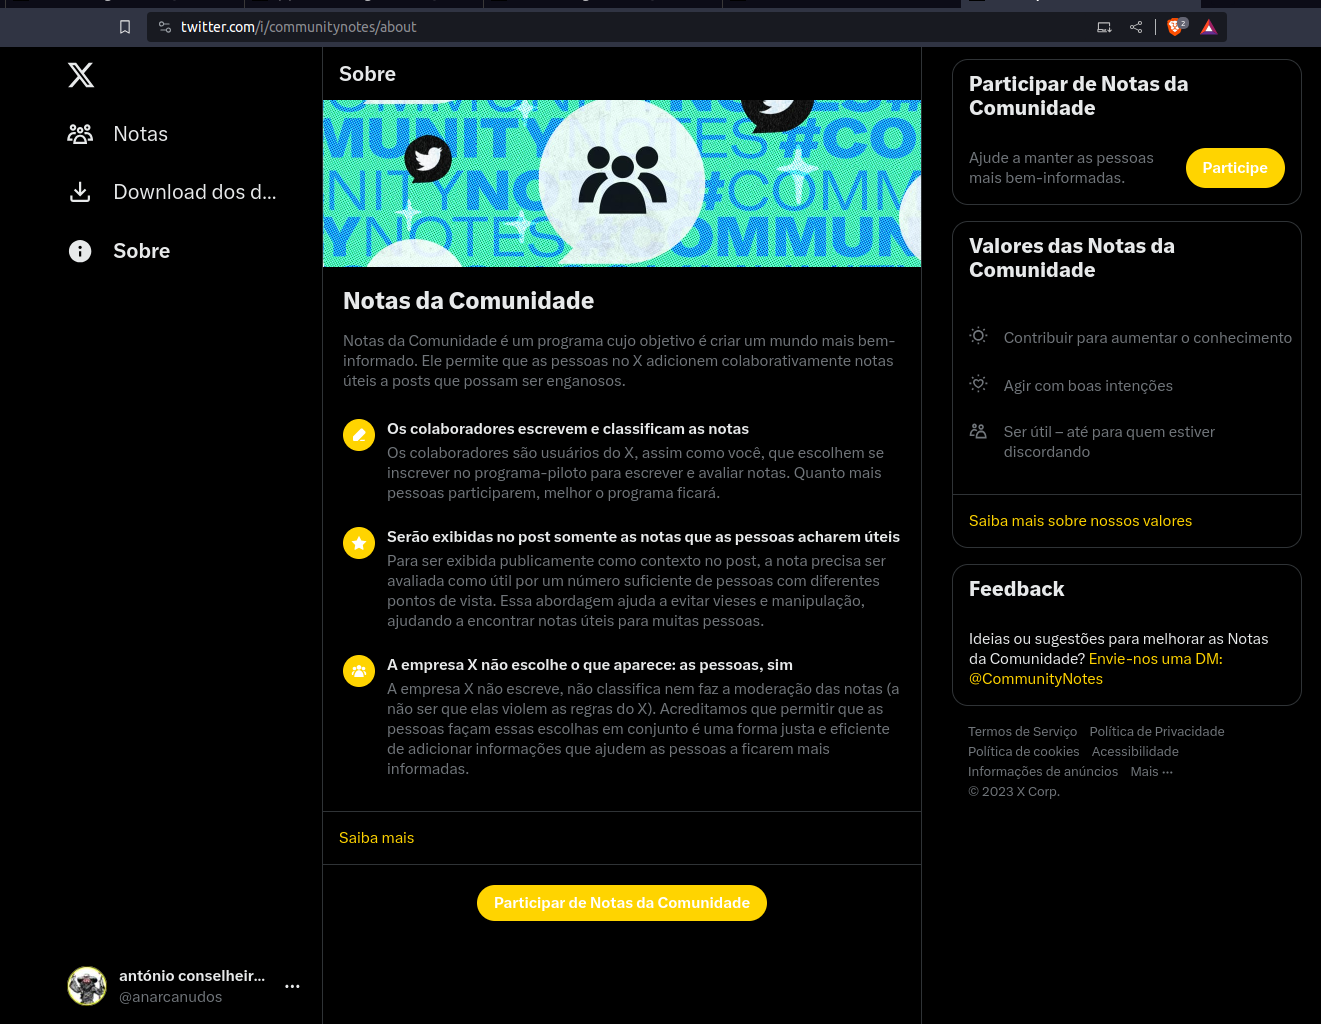 twitter.com/i/communitynotes/about
2
Notas
Download dos d...
Sobre
Sobre
COMMUNITYNOTES#
MUNITYNOTES #CO
NITYNO #COMM
YNOTES #COMMUN
Notas da Comunidade
Notas da Comunidade é um programa cujo objetivo é criar um mundo mais bem-
informado. Ele permite que as pessoas no X adicionem colaborativamente notas
úteis a posts que possam ser enganosos.
Os colaboradores escrevem e classificam as notas
Os colaboradores são usuários do X, assim como você, que escolhem se
inscrever no programa-piloto para escrever e avaliar notas. Quanto mais
pessoas participarem, melhor o programa ficará.
Serão exibidas no post somente as notas que as pessoas acharem úteis
Para ser exibida publicamente como contexto no post, a nota precisa ser
avaliada como útil por um número suficiente de pessoas com diferentes
pontos de vista. Essa abordagem ajuda a evitar vieses e manipulação,
ajudando a encontrar notas úteis para muitas pessoas.
A empresa X não escolhe o que aparece: as pessoas, sim
A empresa X não escreve, não classifica nem faz a moderação das notas (a
não ser que elas violem as regras do X). Acreditamos que permitir que as
pessoas façam essas escolhas em conjunto é uma forma justa e eficiente
de adicionar informações que ajudem as pessoas a ficarem mais
informadas.
Saiba mais
Participar de Notas da Comunidade
Participar de Notas da
Comunidade
Ajude a manter as pessoas
mais bem-informadas.
Participe
Valores das Notas da
Comunidade
Contribuir para aumentar o conhecimento
Agir com boas intenções
Ser útil – até para quem estiver
discordando
Saiba mais sobre nossos valores
Feedback
Ideias ou sugestões para melhorar as Notas
da Comunidade? Envie-nos uma DM:
@CommunityNotes
Termos de Serviço Política de Privacidade
Política de cookies Acessibilidade
Informações de anúncios Mais ···
© 2023 X Corp.
antónio conselheir...
@anarcanudos